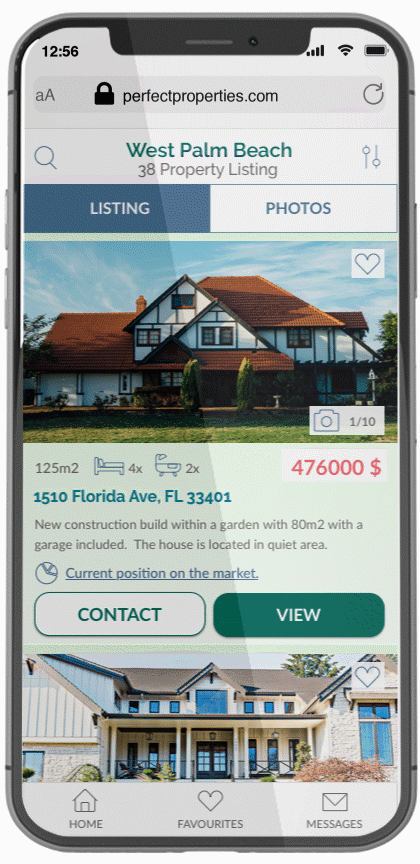 12:56
aA perfectproperties.com
West Palm Beach
38 Property Listing
LISTING PHOTOS
1/10
125m2 4x 2x 476000 $
1510 Florida Ave, FL 33401
New construction build within a garden with 80m2 with a
garage included. The house is located in quiet area.
Current position on the market.
CONTACT VIEW
HOME FAVOURITES MESSAGES